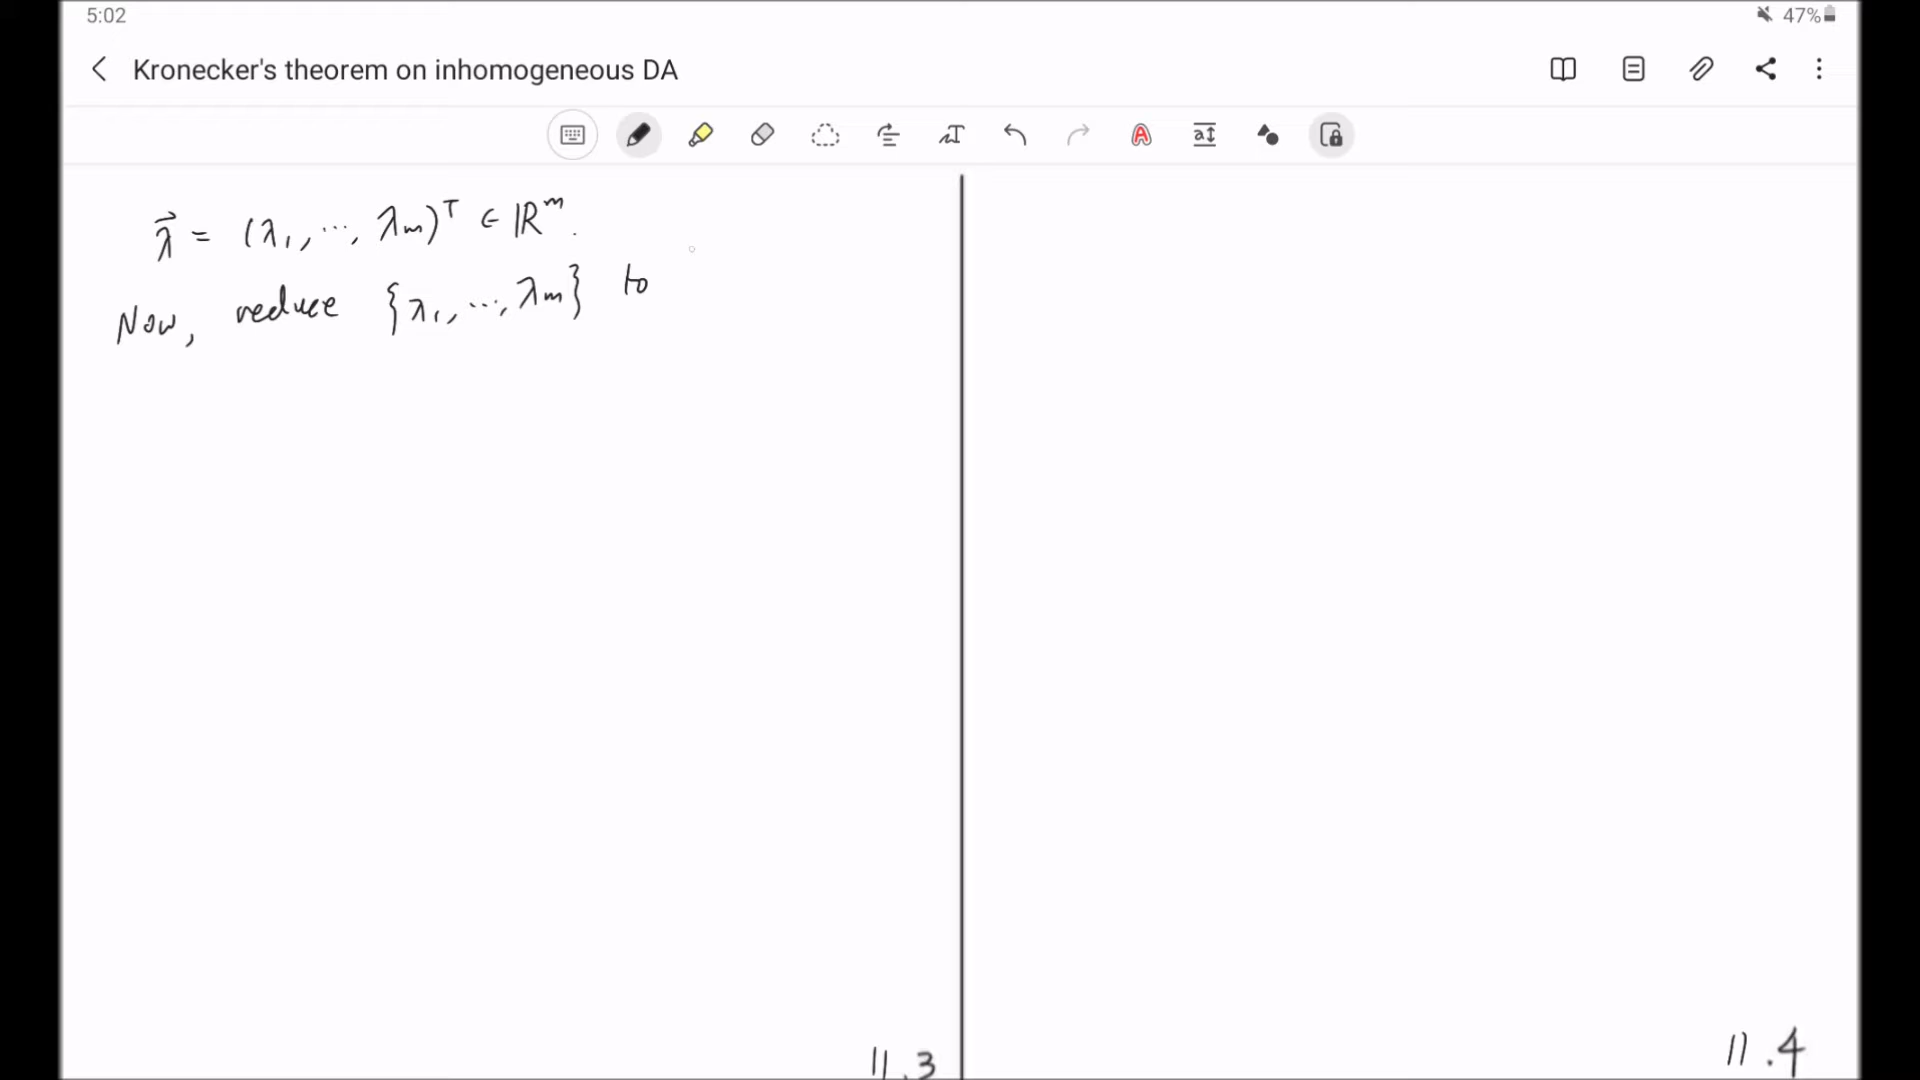 5:02
47%
Kronecker's theorem on inhomogeneous DA
λ⃗ = (λ₁, ..., λₘ)ᵀ ∈ ℝᵐ.
Now, reduce {λ₁, ..., λₘ} to
11.3
11.4